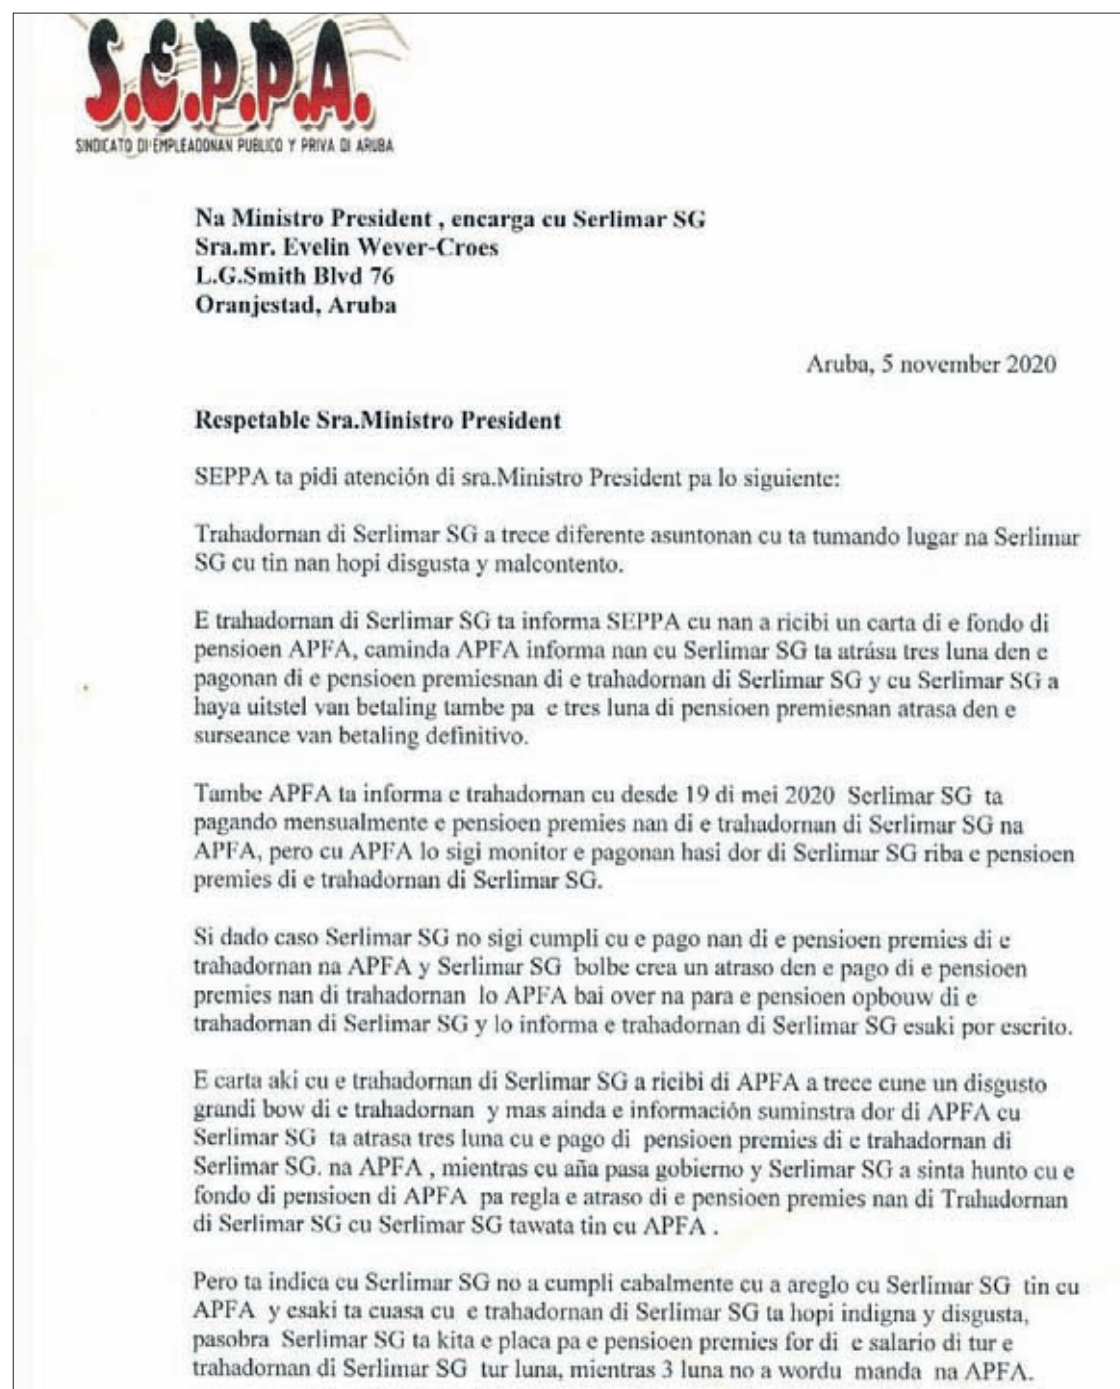 S.E.P.P.A.
SINDICATO DI EMPLEADONAN PUBLICO Y PRIVA DI ARUBA
Na Ministro President , encarga cu Serlimar SG
Sra.mr. Evelin Wever-Croes
L.G.Smith Blvd 76
Oranjestad, Aruba
Aruba, 5 november 2020
Respetable Sra.Ministro President
SEPPA ta pidi atención di sra.Ministro President pa lo siguiente:
Trahadornan di Serlimar SG a trece diferente asuntonan cu ta tumando lugar na Serlimar
SG cu tin nan hopi disgusta y malcontento.
E trahadornan di Serlimar SG ta informa SEPPA cu nan a ricibi un carta di e fondo di
pensioen APFA, caminda APFA informa nan cu Serlimar SG ta atrása tres luna den e
pagonan di e pensioen premiesnan di e trahadornan di Serlimar SG y cu Serlimar SG a
haya uitstel van betaling tambe pa e tres luna di pensioen premiesnan atrasa den e
surseance van betaling definitivo.
Tambe APFA ta informa e trahadornan cu desde 19 di mei 2020 Serlimar SG ta
pagando mensualmente e pensioen premies nan di e trahadornan di Serlimar SG na
APFA, pero cu APFA lo sigi monitor e pagonan hasi dor di Serlimar SG riba e pensioen
premies di e trahadornan di Serlimar SG.
Si dado caso Serlimar SG no sigi cumpli cu e pago nan di e pensioen premies di e
trahadornan na APFA y Serlimar SG bolbe crea un atraso den e pago di e pensioen
premies nan di trahadornan lo APFA bai over na para e pensioen opbouw di e
trahadornan di Serlimar SG y lo informa e trahadornan di Serlimar SG esaki por escrito.
E carta aki cu e trahadornan di Serlimar SG a ricibi di APFA a trece cune un disgusto
grandi bow di e trahadornan y mas ainda e información suminstra dor di APFA cu
Serlimar SG ta atrasa tres luna cu e pago di pensioen premies di e trahadornan di
Serlimar SG. na APFA , mientras cu aña pasa gobierno y Serlimar SG a sinta hunto cu e
fondo di pensioen di APFA pa regla e atraso di e pensioen premies nan di Trahadornan
di Serlimar SG cu Serlimar SG tawata tin cu APFA .
Pero ta indica cu Serlimar SG no a cumpli cabalmente cu a areglo cu Serlimar SG tin cu
APFA y esaki ta cuasa cu e trahadornan di Serlimar SG ta hopi indigna y disgusta,
pasobra Serlimar SG ta kita e placa pa e pensioen premies for di e salario di tur e
trahadornan di Serlimar SG tur luna, mientras 3 luna no a wordu manda na APFA.